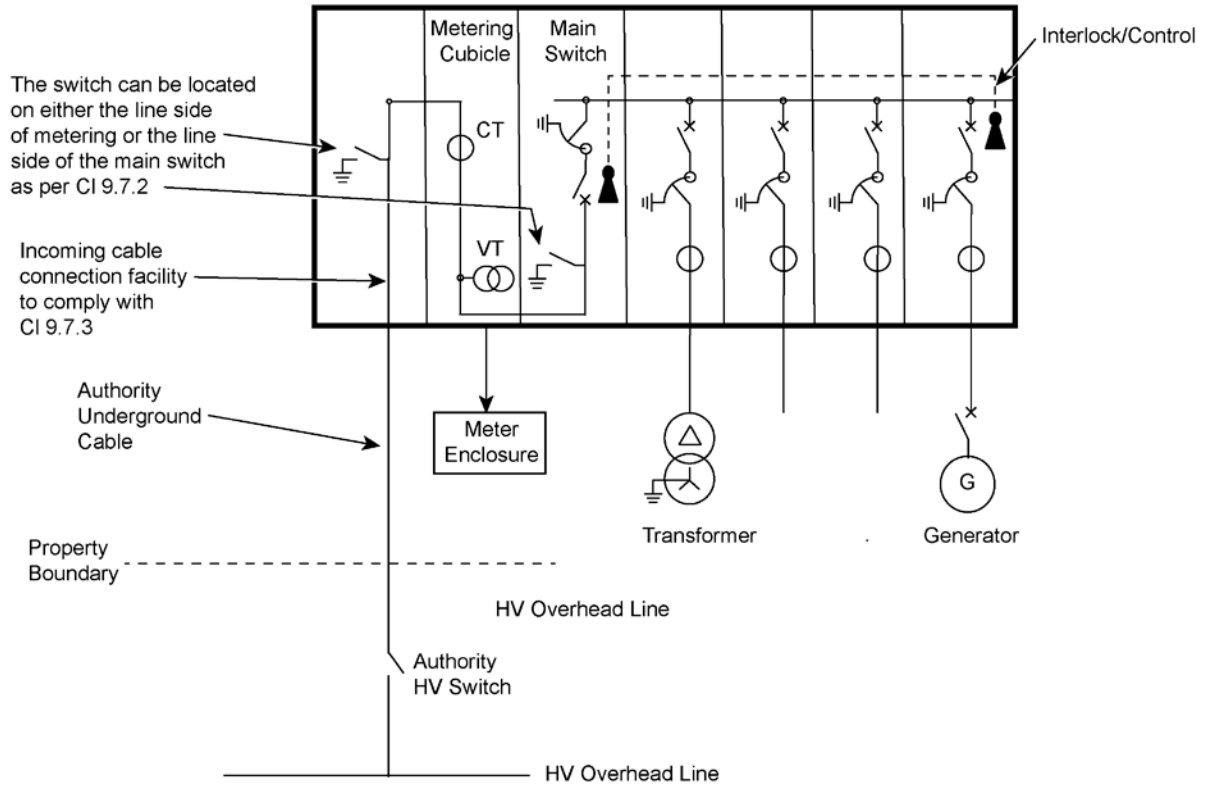 Metering
Cubicle
Main
Switch
Interlock/Control
The switch can be located
on either the line side
of metering or the line
side of the main switch
as per Cl 9.7.2
CT
VT
Incoming cable
connection facility
to comply with
Cl 9.7.3
Authority
Underground
Cable
Meter
Enclosure
G
Transformer
Generator
Property
Boundary
HV Overhead Line
Authority
HV Switch
HV Overhead Line